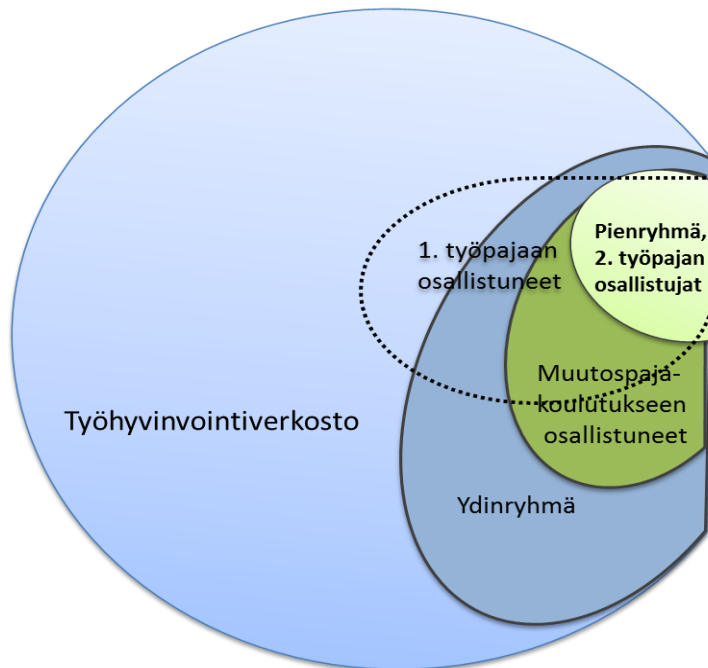 Pienryhmä,
2. työpajan
osallistujat
1. työpajaan
osallistuneet
Muutospaja-
koulutukseen
osallistuneet
Työhyvinvointiverkosto
Ydinryhmä